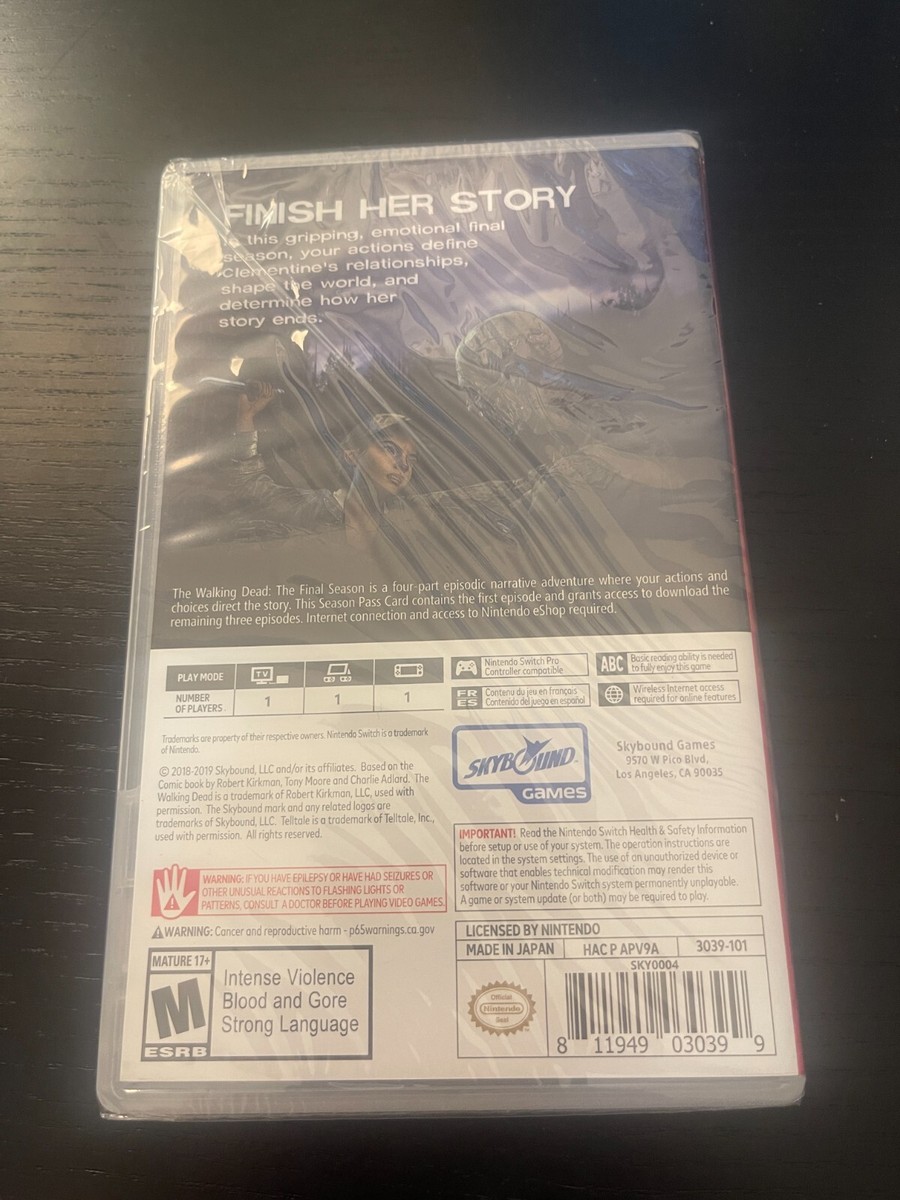 FINISH HER STORY
this gripping, emotional final
season, your actions define
Clementine's relationships,
shape the world, and
determine how her
story ends.
The Walking Dead: The Final Season is a four-part episodic narrative adventure where your actions and
choices direct the story. This Season Pass Card contains the first episode and grants access to download the
remaining three episodes. Internet connection and access to Nintendo eShop required.
PLAY MODE
TV
NUMBER
OF PLAYERS
1
1
1
Nintendo Switch Pro
Controller compatible
ABC
Basic reading ability is needed
to fully enjoy this game
FR
ES
Contenu du jeu en français
Contenido del juego en español
Wireless Internet access
required for online features
Trademarks are property of their respective owners. Nintendo Switch is a trademark
of Nintendo.
© 2018-2019 Skybound, LLC and/or its affiliates. Based on the
Comic book by Robert Kirkman, Tony Moore and Charlie Adlard. The
Walking Dead is a trademark of Robert Kirkman, LLC, used with
permission. The Skybound mark and any related logos are
trademarks of Skybound, LLC. Telltale is a trademark of Telltale, Inc.,
used with permission. All rights reserved.
SKYBOUND
GAMES
Skybound Games
9570 W Pico Blvd,
Los Angeles, CA 90035
IMPORTANT! Read the Nintendo Switch Health & Safety Information
before setup or use of your system. The operation instructions are
located in the system settings. The use of an unauthorized device or
software that enables technical modification may render this
software or your Nintendo Switch system permanently unplayable.
A game or system update (or both) may be required to play.
WARNING: IF YOU HAVE EPILEPSY OR HAVE HAD SEIZURES OR
OTHER UNUSUAL REACTIONS TO FLASHING LIGHTS OR
PATTERNS, CONSULT A DOCTOR BEFORE PLAYING VIDEO GAMES.
WARNING: Cancer and reproductive harm - p65warnings.ca.gov
MATURE 17+
M
ESRB
Intense Violence
Blood and Gore
Strong Language
LICENSED BY NINTENDO
MADE IN JAPAN
HAC P APV9A
3039-101
SKY0004
Official
Nintendo
Seal
8 11949 03039 9